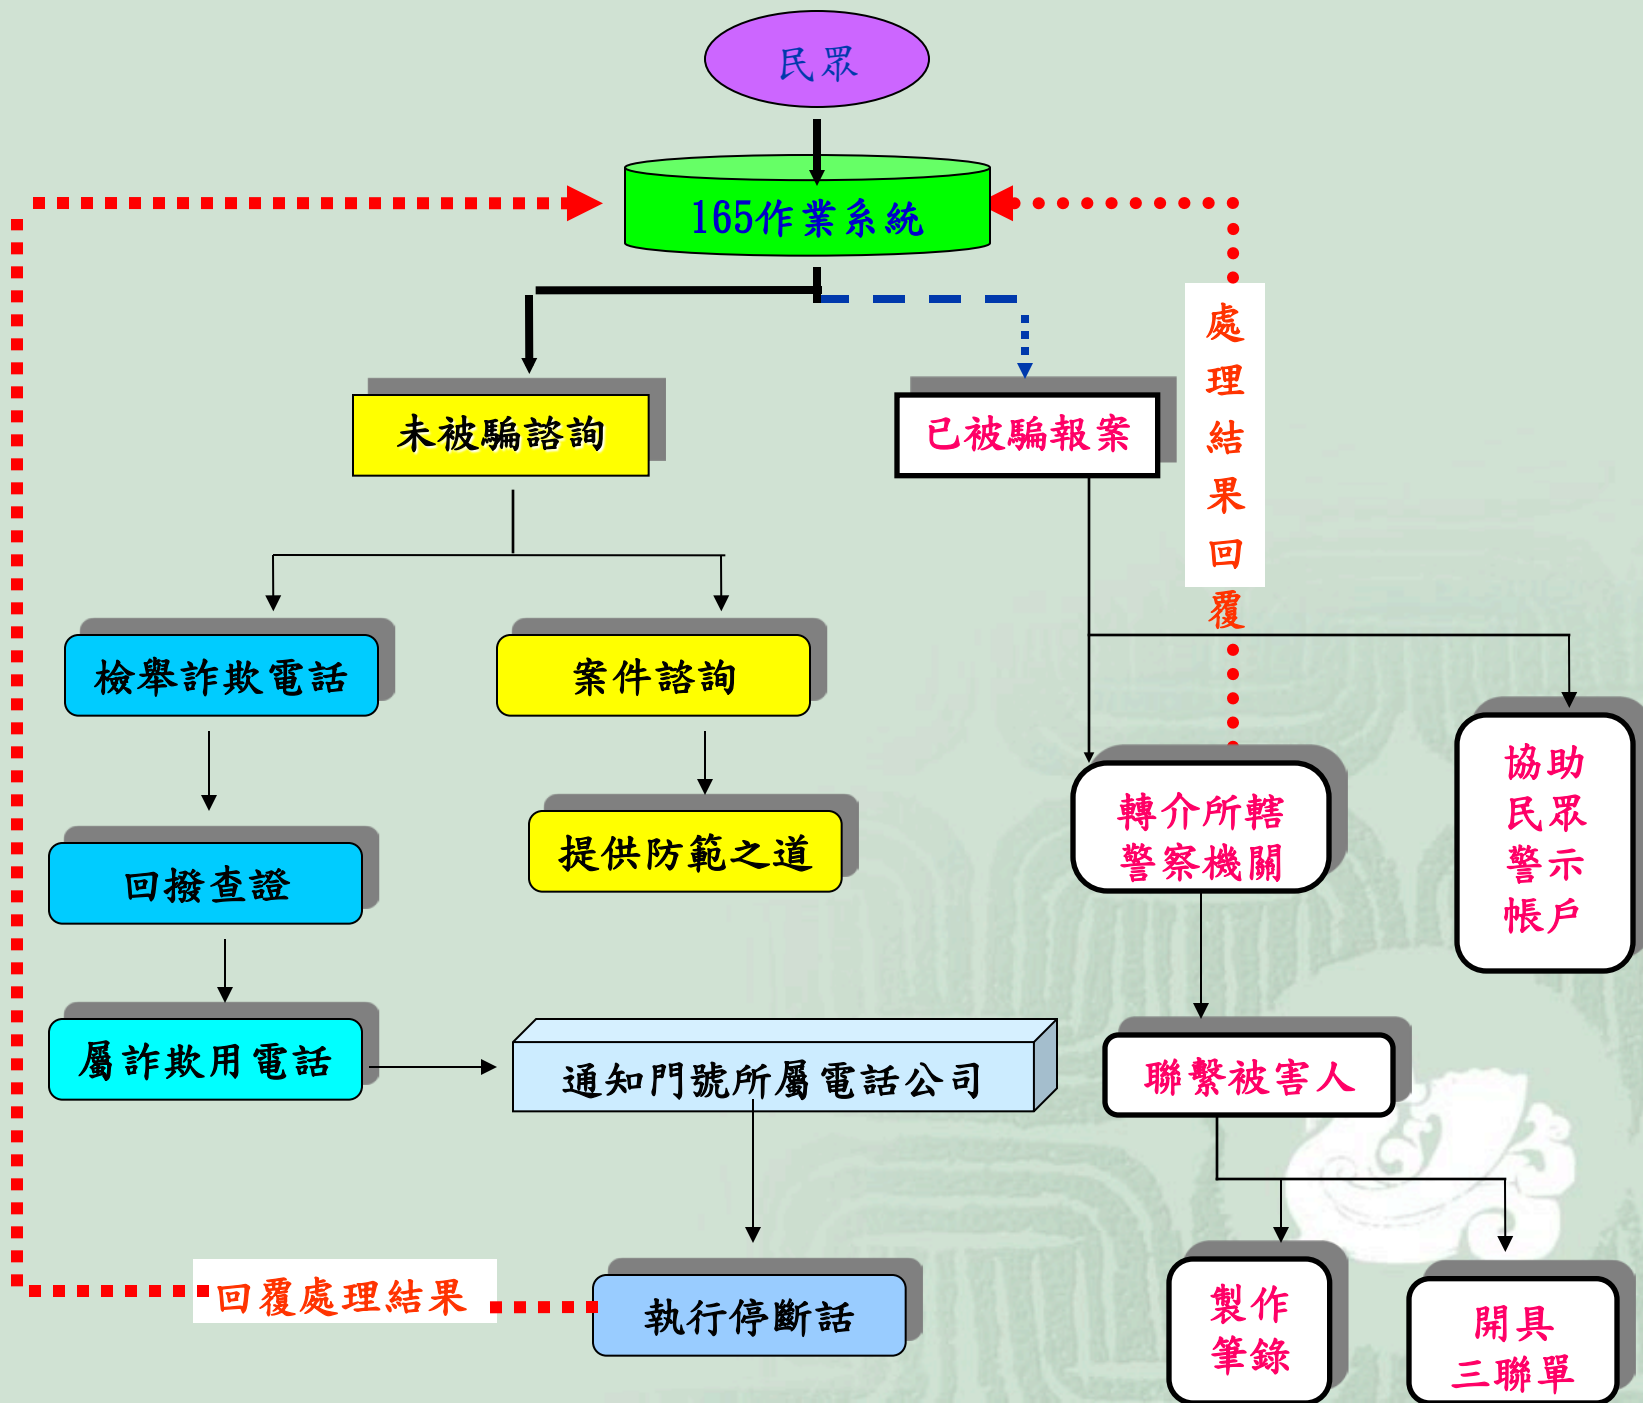 民眾
165作業系統
處
理
結
果
回
覆
未被騙諮詢
已被騙報案
檢舉詐欺電話
案件諮詢
協助
民眾
警示
帳戶
轉介所轄
警察機關
提供防範之道
回撥查證
屬詐欺用電話
通知門號所屬電話公司
聯繫被害人
回覆處理結果
執行停斷話
製作
筆錄
開具
三聯單